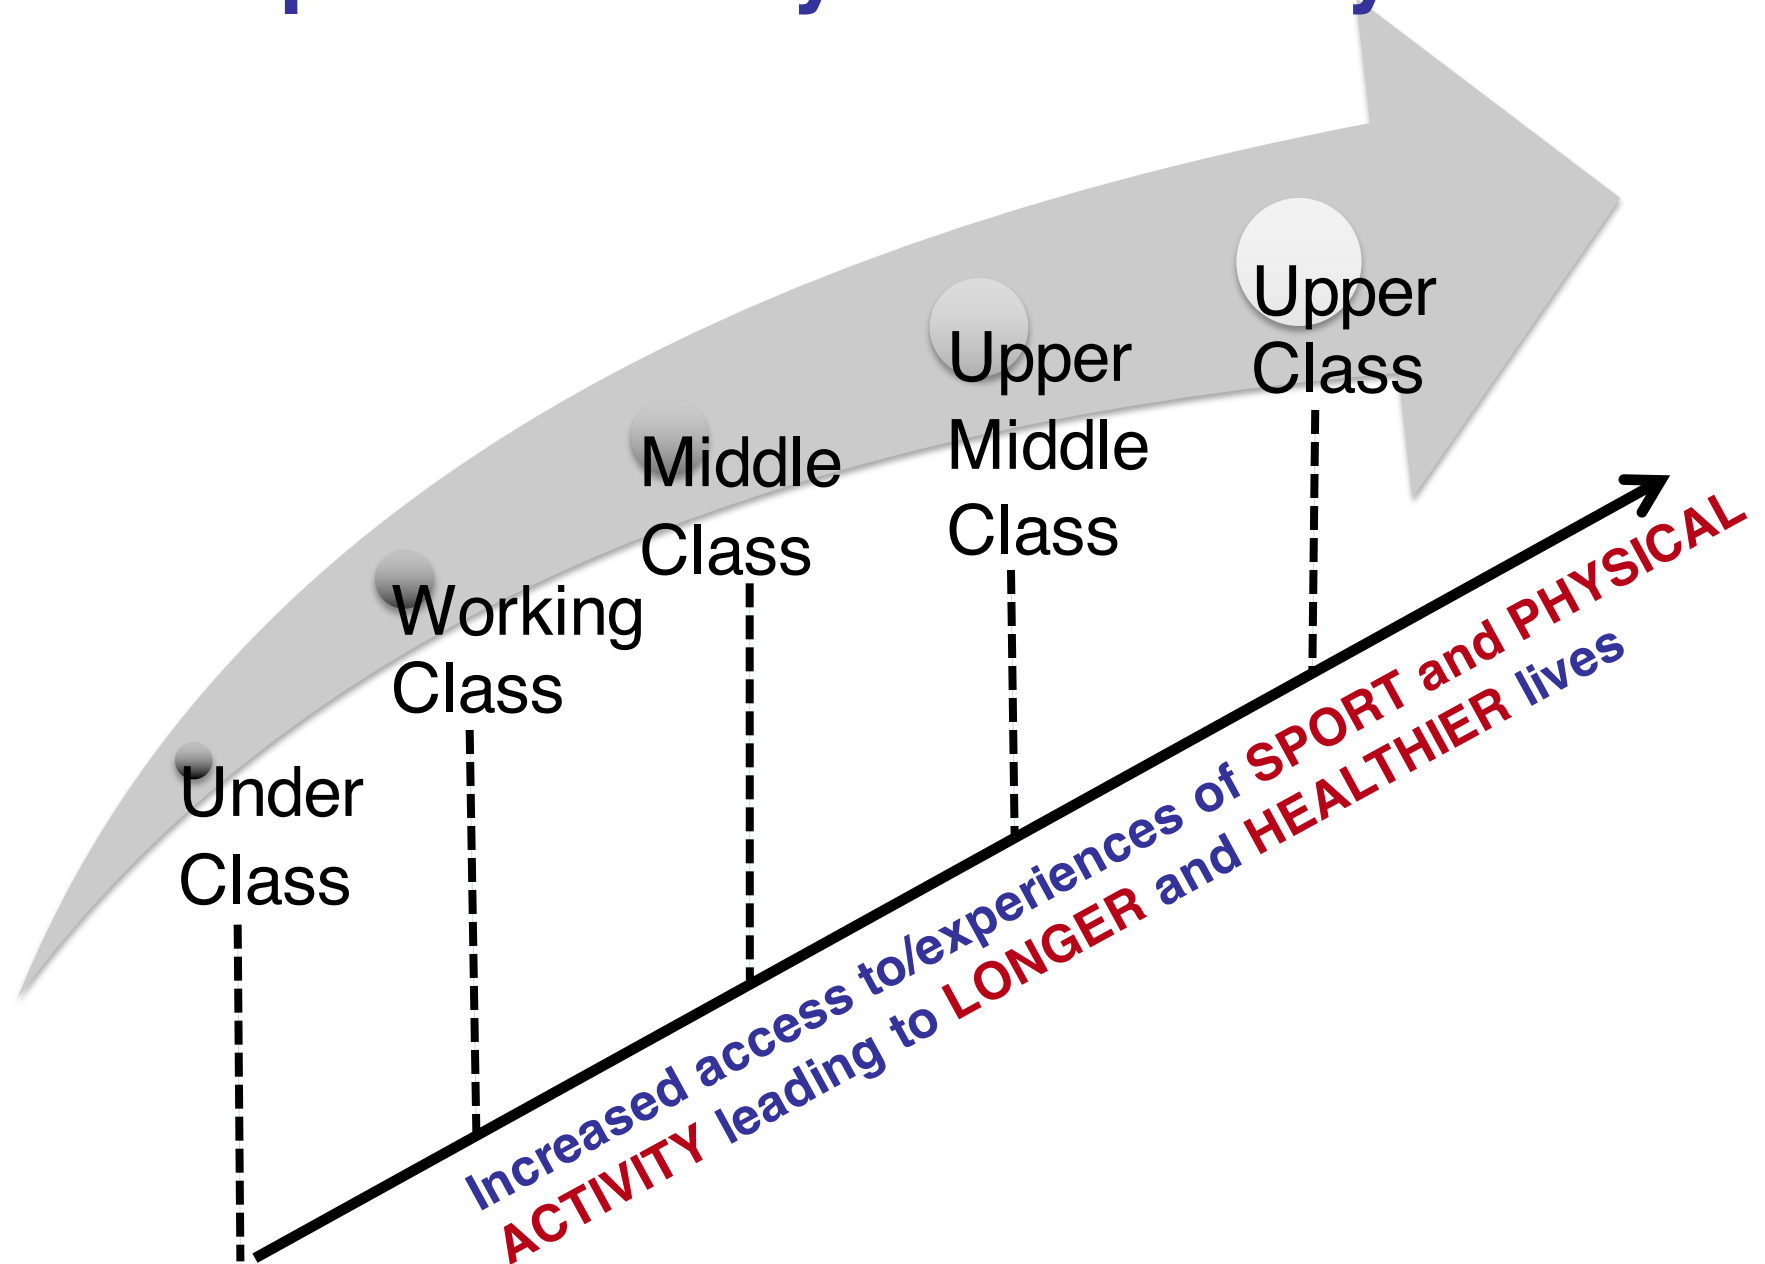 Under
Class
Working
Class
Middle
Class
Upper
Middle
Class
Upper
Class
Increased access to/experiences of SPORT and PHYSICAL
ACTIVITY leading to LONGER and HEALTHIER lives